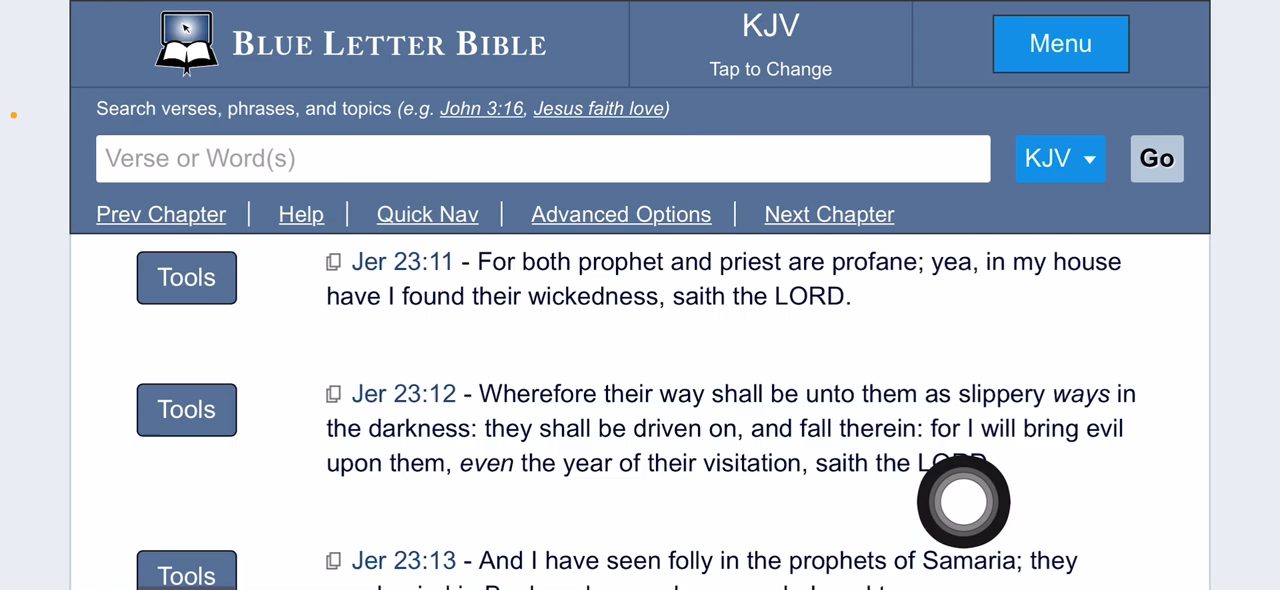 BLUE LETTER BIBLE
KJV
Tap to Change
Menu
Search verses, phrases, and topics (e.g. John 3:16, Jesus faith love)
Verse or Word(s)
KJV
Go
Prev Chapter | Help | Quick Nav | Advanced Options | Next Chapter
Tools
Jer 23:11 - For both prophet and priest are profane; yea, in my house
have I found their wickedness, saith the LORD.
Tools
Jer 23:12 - Wherefore their way shall be unto them as slippery ways in
the darkness: they shall be driven on, and fall therein: for I will bring evil
upon them, even the year of their visitation, saith the LORD.
Tools
Jer 23:13 - And I have seen folly in the prophets of Samaria; they